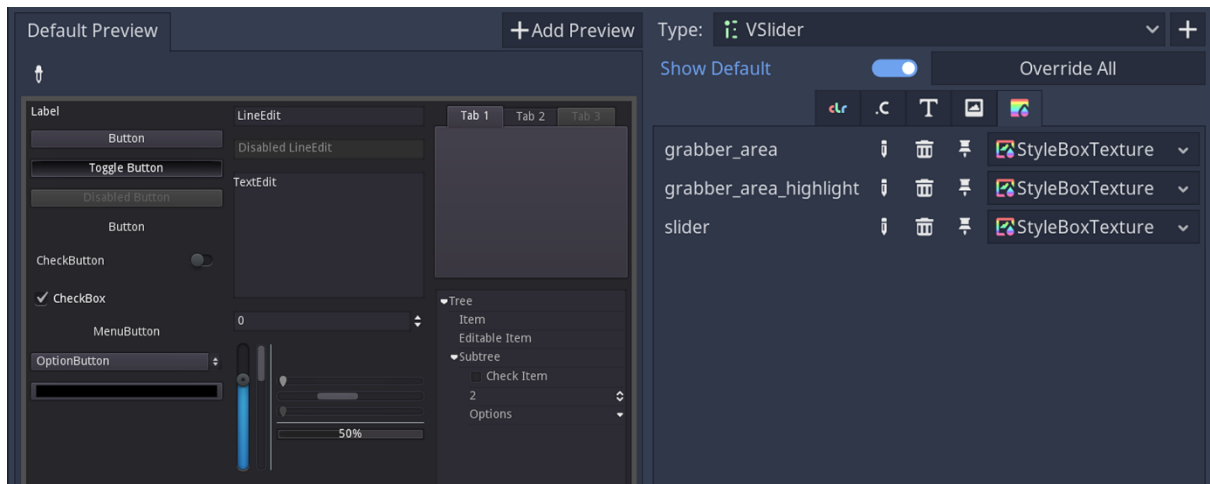 Default Preview
Add Preview
Label
Button
Toggle Button
Disabled Button
Button
CheckButton
CheckBox
MenuButton
OptionButton
LineEdit
Disabled LineEdit
TextEdit
0
50%
Tab 1 Tab 2 Tab 3
Tree
Item
Editable Item
Subtree
Check Item
2
Options
Type: VSlider
Show Default Override All
clr .C T
grabber_area StyleBoxTexture
grabber_area_highlight StyleBoxTexture
slider StyleBoxTexture